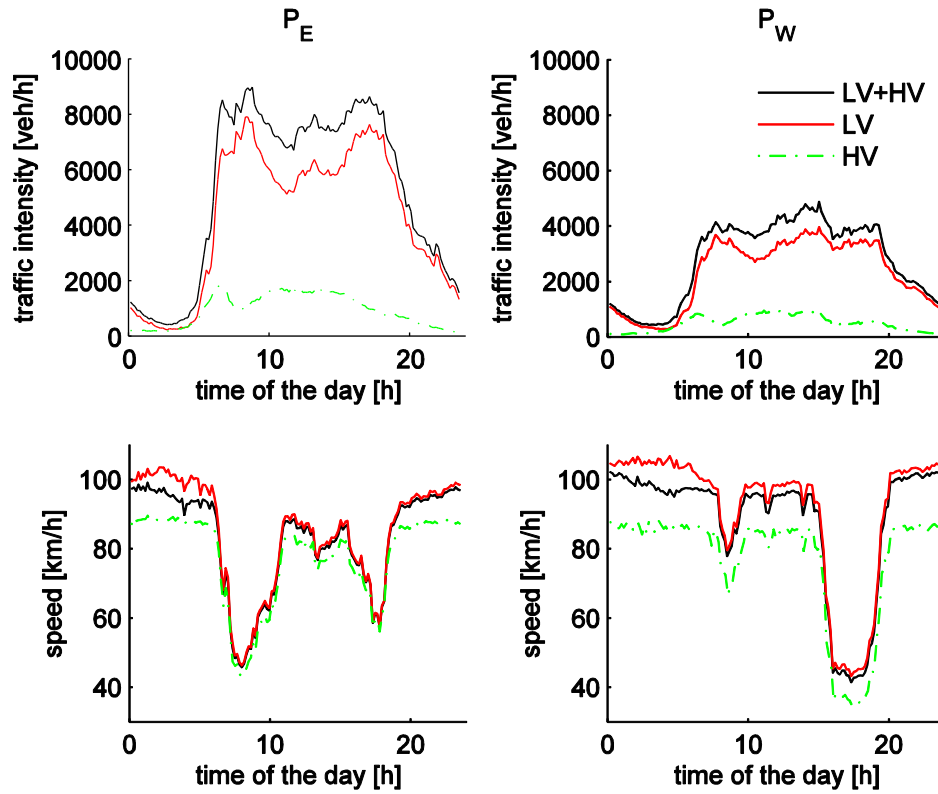 P_E
P_W
10000
8000
6000
4000
2000
0
traffic intensity [veh/h]
0
10
20
time of the day [h]
10000
8000
6000
4000
2000
0
traffic intensity [veh/h]
LV+HV
LV
HV
0
10
20
time of the day [h]
100
80
60
40
speed [km/h]
0
10
20
time of the day [h]
100
80
60
40
speed [km/h]
0
10
20
time of the day [h]